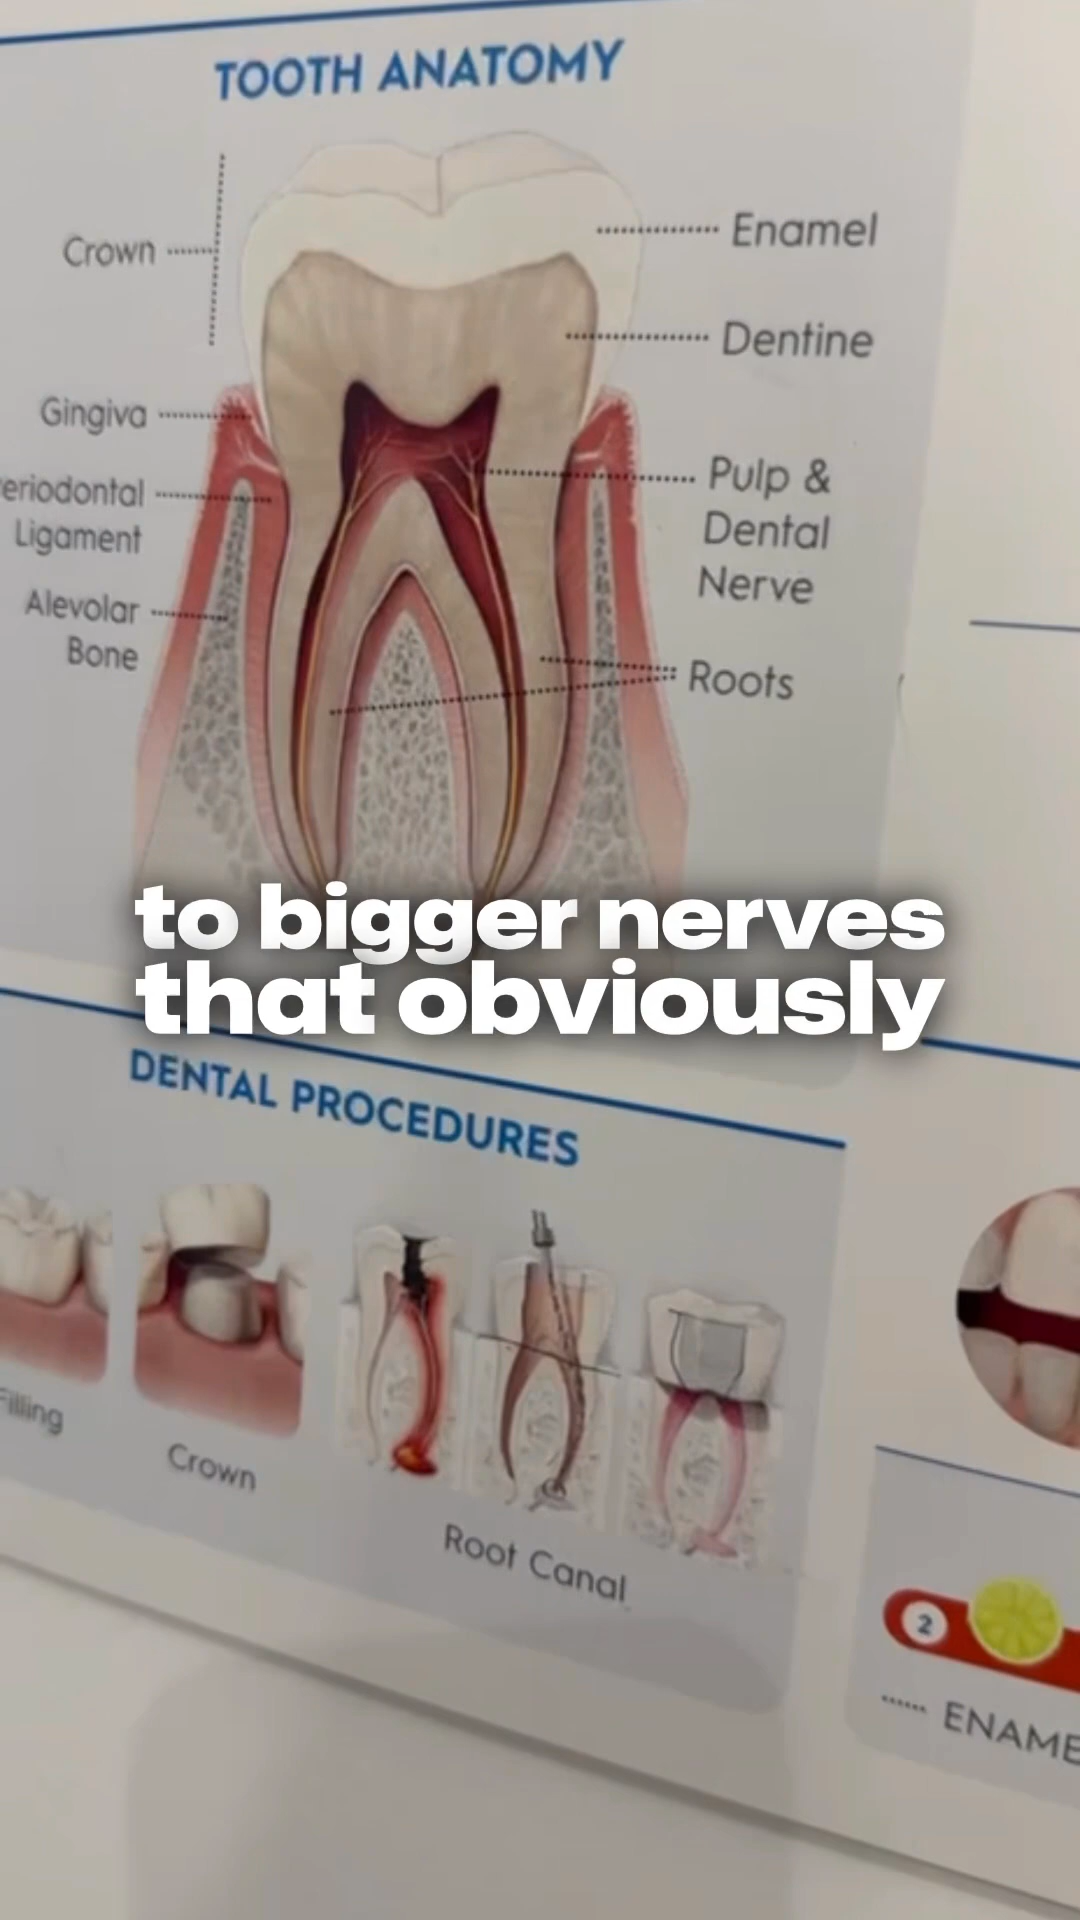 TOOTH ANATOMY
Crown
Enamel
Dentine
Gingiva
eriodontal
Ligament
Pulp &
Dental
Nerve
Alevolar
Bone
Roots
to bigger nerves
that obviously
DENTAL PROCEDURES
Filling
Crown
Root Canal
2
ENAME